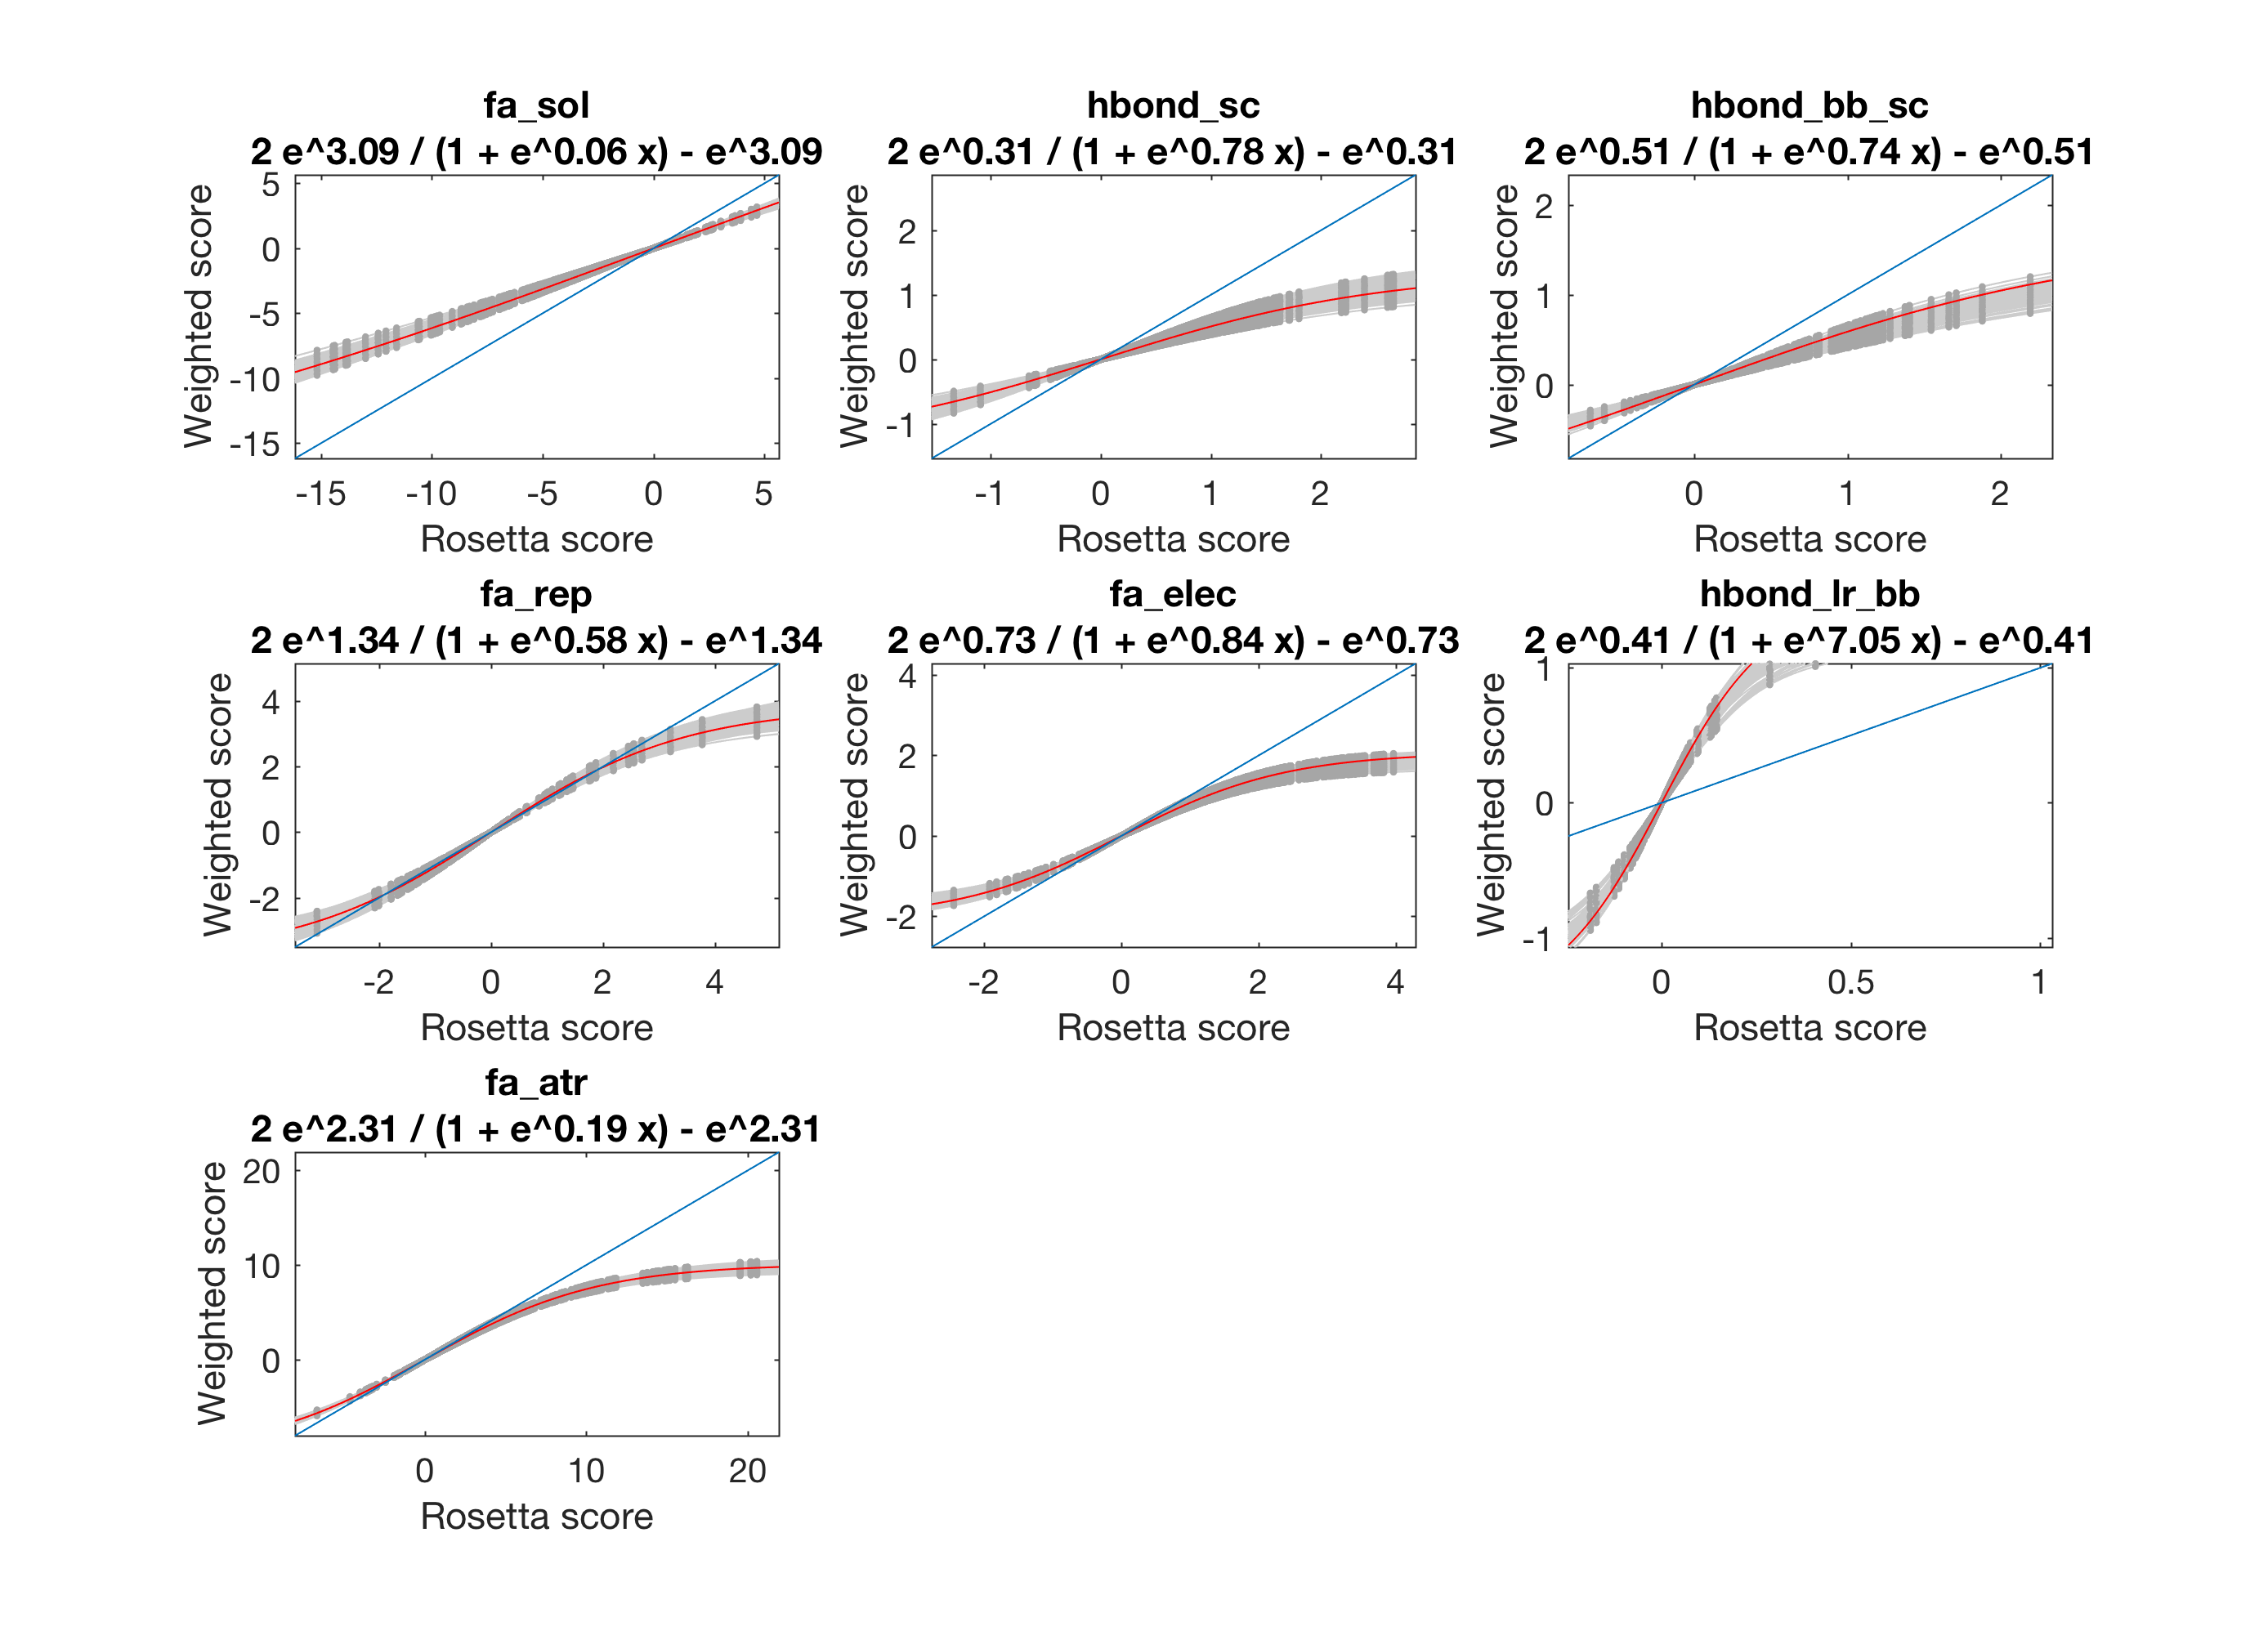 fa_sol
2 e^3.09 / (1 + e^0.06 x) - e^3.09
5
0
-5
-10
-15
Weighted score
-15 -10 -5 0 5
Rosetta score
hbond_sc
2 e^0.31 / (1 + e^0.78 x) - e^0.31
2
1
0
-1
Weighted score
-1 0 1 2
Rosetta score
hbond_bb_sc
2 e^0.51 / (1 + e^0.74 x) - e^0.51
2
1
0
Weighted score
0 1 2
Rosetta score
fa_rep
2 e^1.34 / (1 + e^0.58 x) - e^1.34
4
2
0
-2
Weighted score
-2 0 2 4
Rosetta score
fa_elec
2 e^0.73 / (1 + e^0.84 x) - e^0.73
4
2
0
-2
Weighted score
-2 0 2 4
Rosetta score
hbond_lr_bb
2 e^0.41 / (1 + e^7.05 x) - e^0.41
1
0
-1
Weighted score
0 0.5 1
Rosetta score
fa_atr
2 e^2.31 / (1 + e^0.19 x) - e^2.31
20
10
0
Weighted score
0 10 20
Rosetta score